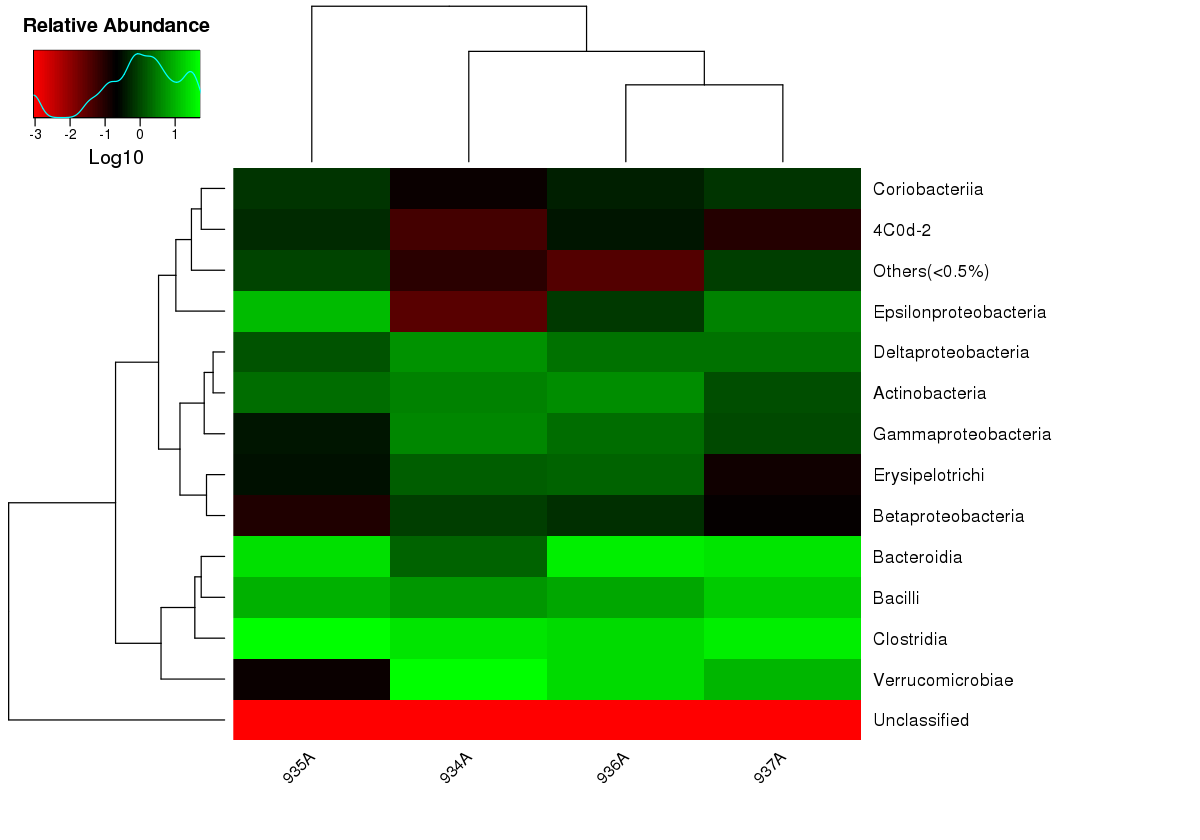 Relative Abundance
-3 -2 -1 0 1
Log10
Coriobacteriia
4C0d-2
Others(<0.5%)
Epsilonproteobacteria
Deltaproteobacteria
Actinobacteria
Gammaproteobacteria
Erysipelotrichi
Betaproteobacteria
Bacteroidia
Bacilli
Clostridia
Verrucomicrobiae
Unclassified
935A 934A 936A 937A